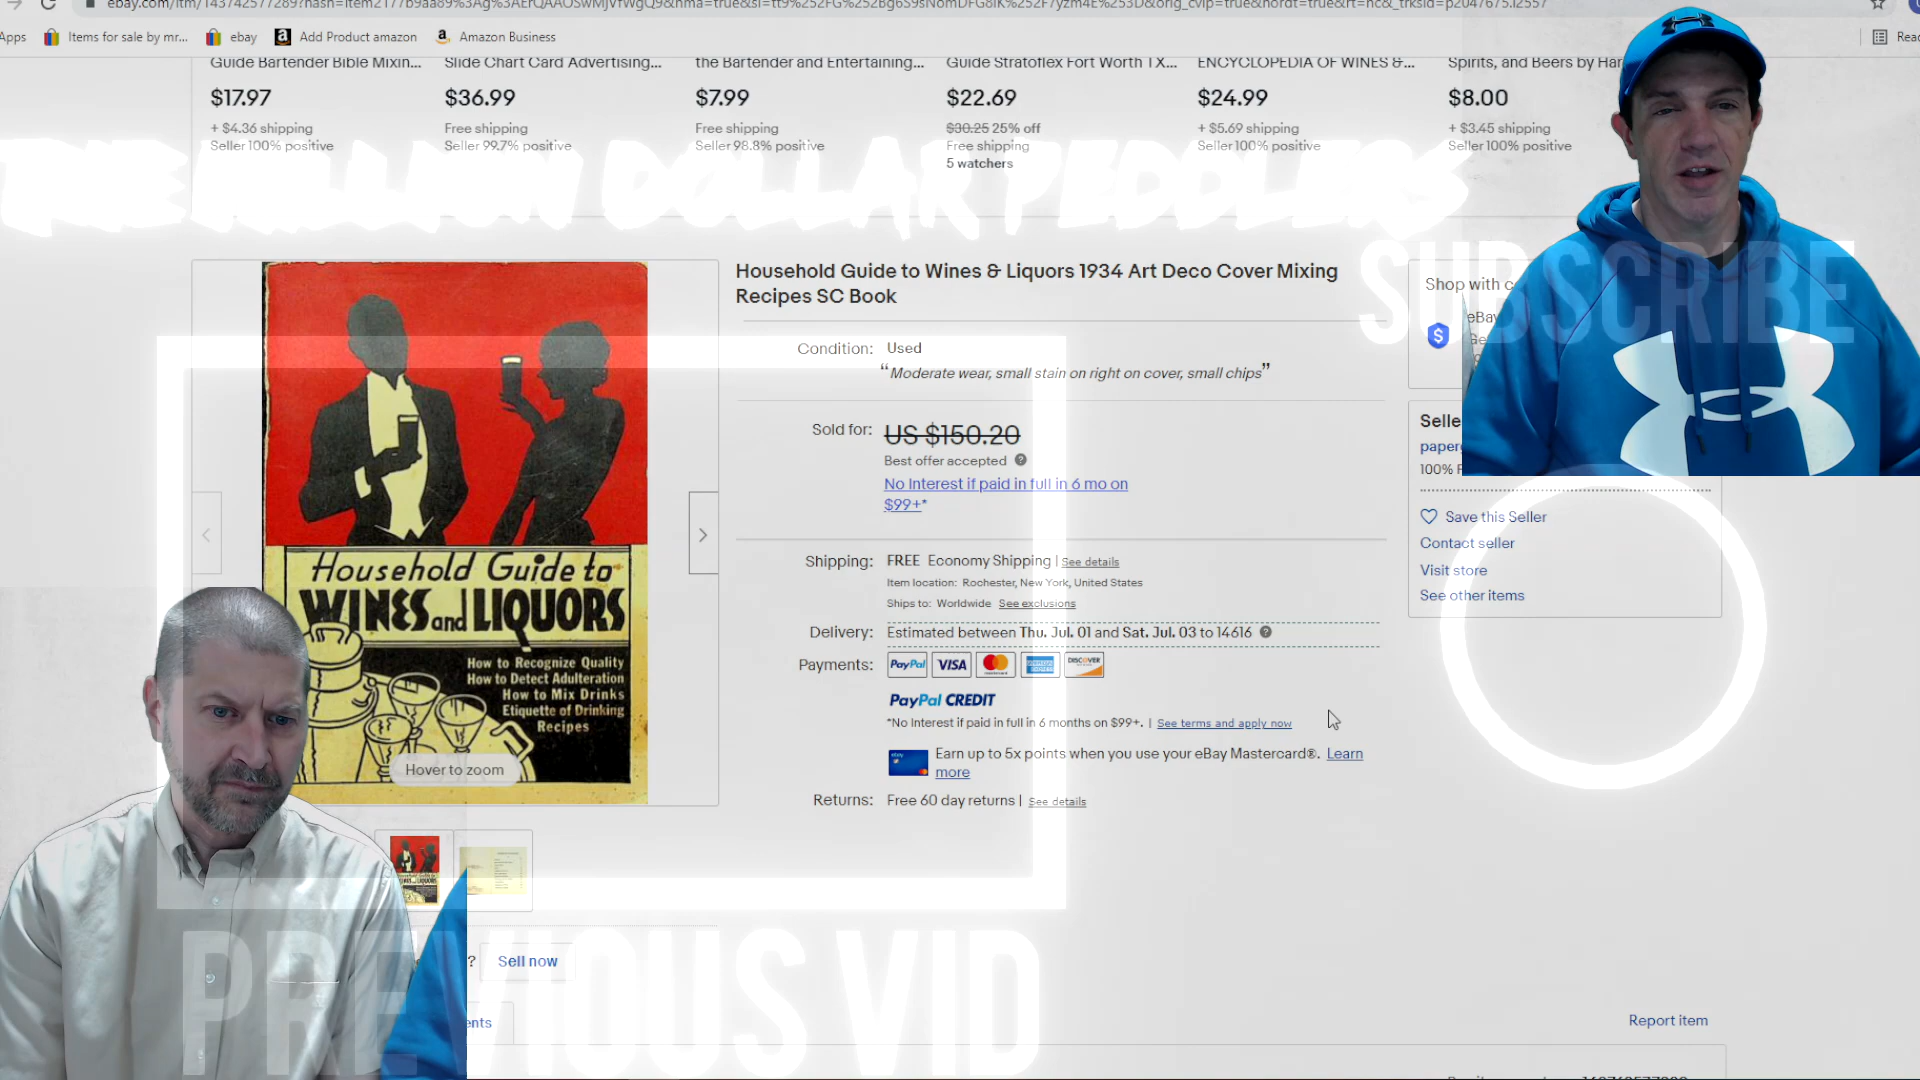 Apps
Items for sale by mr...
ebay
Add Product amazon
Amazon Business
Guide Bartender Bible Mixin...
Slide Chart Card Advertising...
the Bartender and Entertaining...
Guide Stratoflex Fort Worth TX...
ENCYCLOPEDIA OF WINES &...
Spirits, and Beers by Har
$17.97
$36.99
$7.99
$22.69
$24.99
$8.00
+ $4.36 shipping
Free shipping
Free shipping
$30.25 25% off
+ $5.69 shipping
+ $3.45 shipping
Seller 100% positive
Seller 99.7% positive
Seller 98.8% positive
Free shipping
Seller 100% positive
Seller 100% positive
5 watchers
THE MILLION DOLLAR PEDDLERS
SUBSCRIBE
Household Guide to Wines & Liquors 1934 Art Deco Cover Mixing
Recipes SC Book
Shop with
eBay
Condition: Used
"Moderate wear, small stain on right on cover, small chips"
Sold for: US $150.20
Best offer accepted
No Interest if paid in full in 6 mo on
$99+*
Shipping: FREE Economy Shipping | See details
Item location: Rochester, New York, United States
Ships to: Worldwide See exclusions
Delivery: Estimated between Thu. Jul. 01 and Sat. Jul. 03 to 14616
Payments: PayPal VISA DISCOVER
PayPal CREDIT
*No Interest if paid in full in 6 months on $99+. | See terms and apply now
Earn up to 5x points when you use your eBay Mastercard®. Learn
more
Returns: Free 60 day returns | See details
100%
Save this Seller
Contact seller
Visit store
See other items
Household Guide to
WINES and LIQUORS
How to Recognize Quality
How to Detect Adulteration
How to Mix Drinks
Etiquette of Drinking
Recipes
Hover to zoom
? Sell now
PREVIOUS VID
Report item